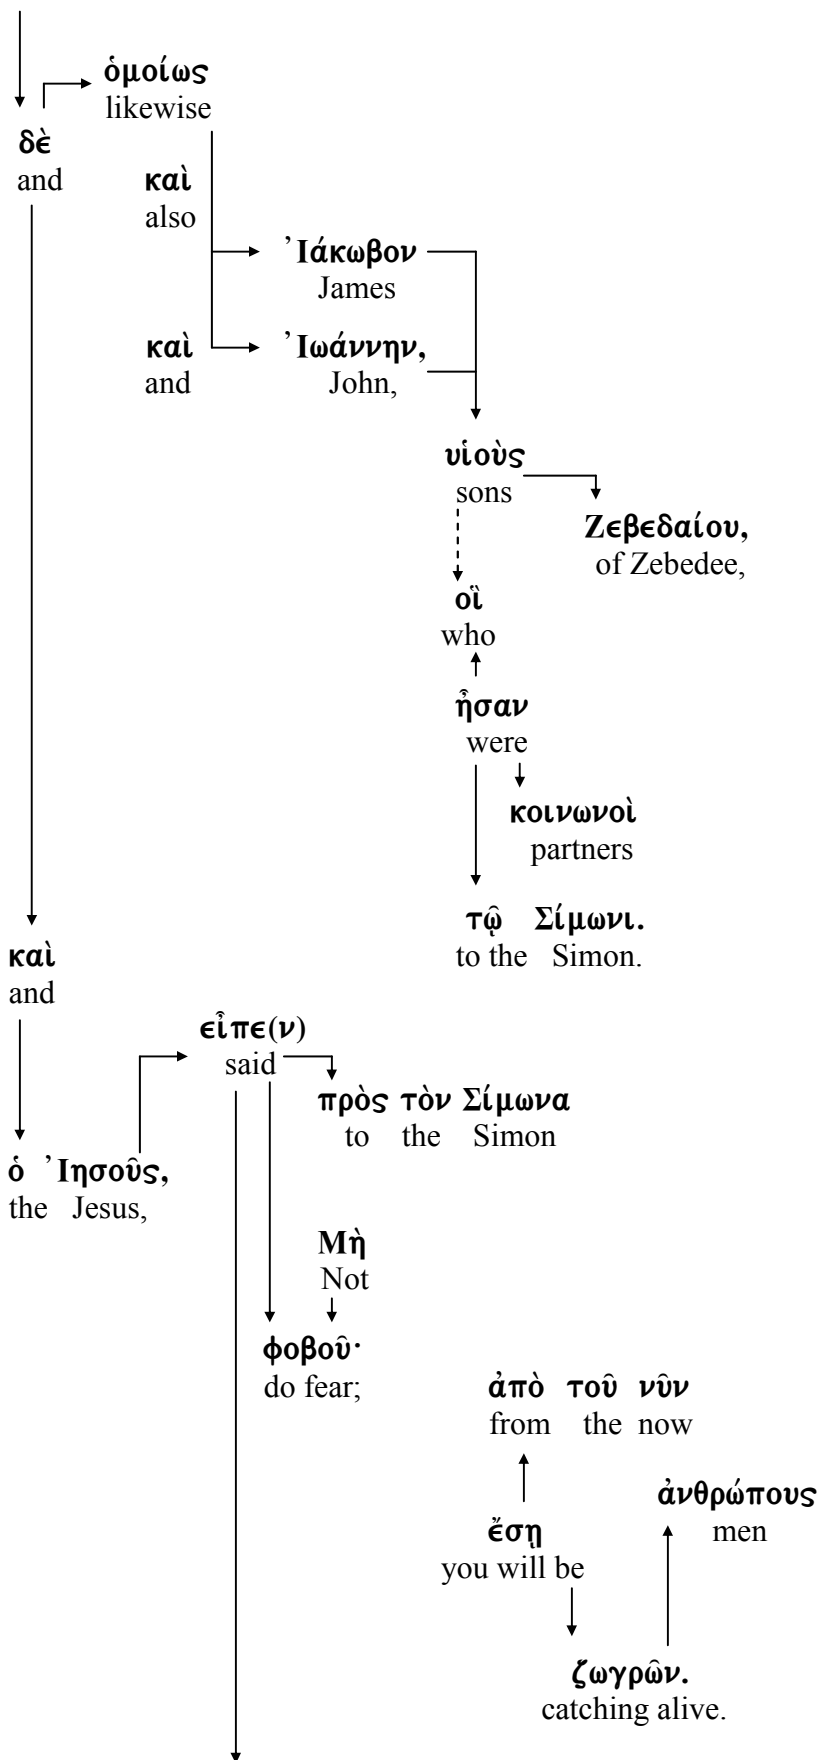 ὁμοίως
likewise
δὲ
and
καὶ
also
᾿Ιάκωβον
James
καὶ
and
᾿Ιωάννην,
John,
υἱοὺς
sons
Ζεβεδαίου,
of Zebedee,
οἳ
who
ἦσαν
were
κοινωνοὶ
partners
τῷ Σίμωνι.
to the Simon.
καὶ
and
εἶπε(ν)
said
πρὸς τὸν Σίμωνα
to the Simon
ὁ ᾿Ιησοῦς,
the Jesus,
Μὴ
Not
φοβοῦ·
do fear;
ἀπὸ τοῦ νῦν
from the now
ἀνθρώπους
men
ἔσῃ
you will be
ζωγρῶν.
catching alive.